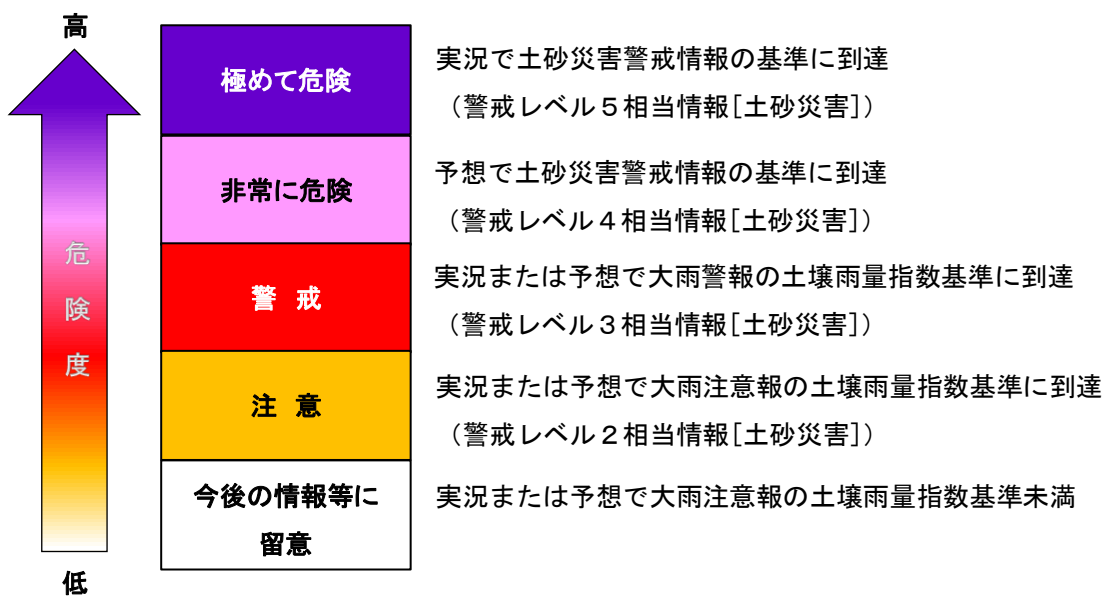 高
危
険
度
低
極めて危険
実況で土砂災害警戒情報の基準に到達
（警戒レベル５相当情報[土砂災害]）
非常に危険
予想で土砂災害警戒情報の基準に到達
（警戒レベル４相当情報[土砂災害]）
警 戒
実況または予想で大雨警報の土壌雨量指数基準に到達
（警戒レベル３相当情報[土砂災害]）
注 意
実況または予想で大雨注意報の土壌雨量指数基準に到達
（警戒レベル２相当情報[土砂災害]）
今後の情報等に
留意
実況または予想で大雨注意報の土壌雨量指数基準未満